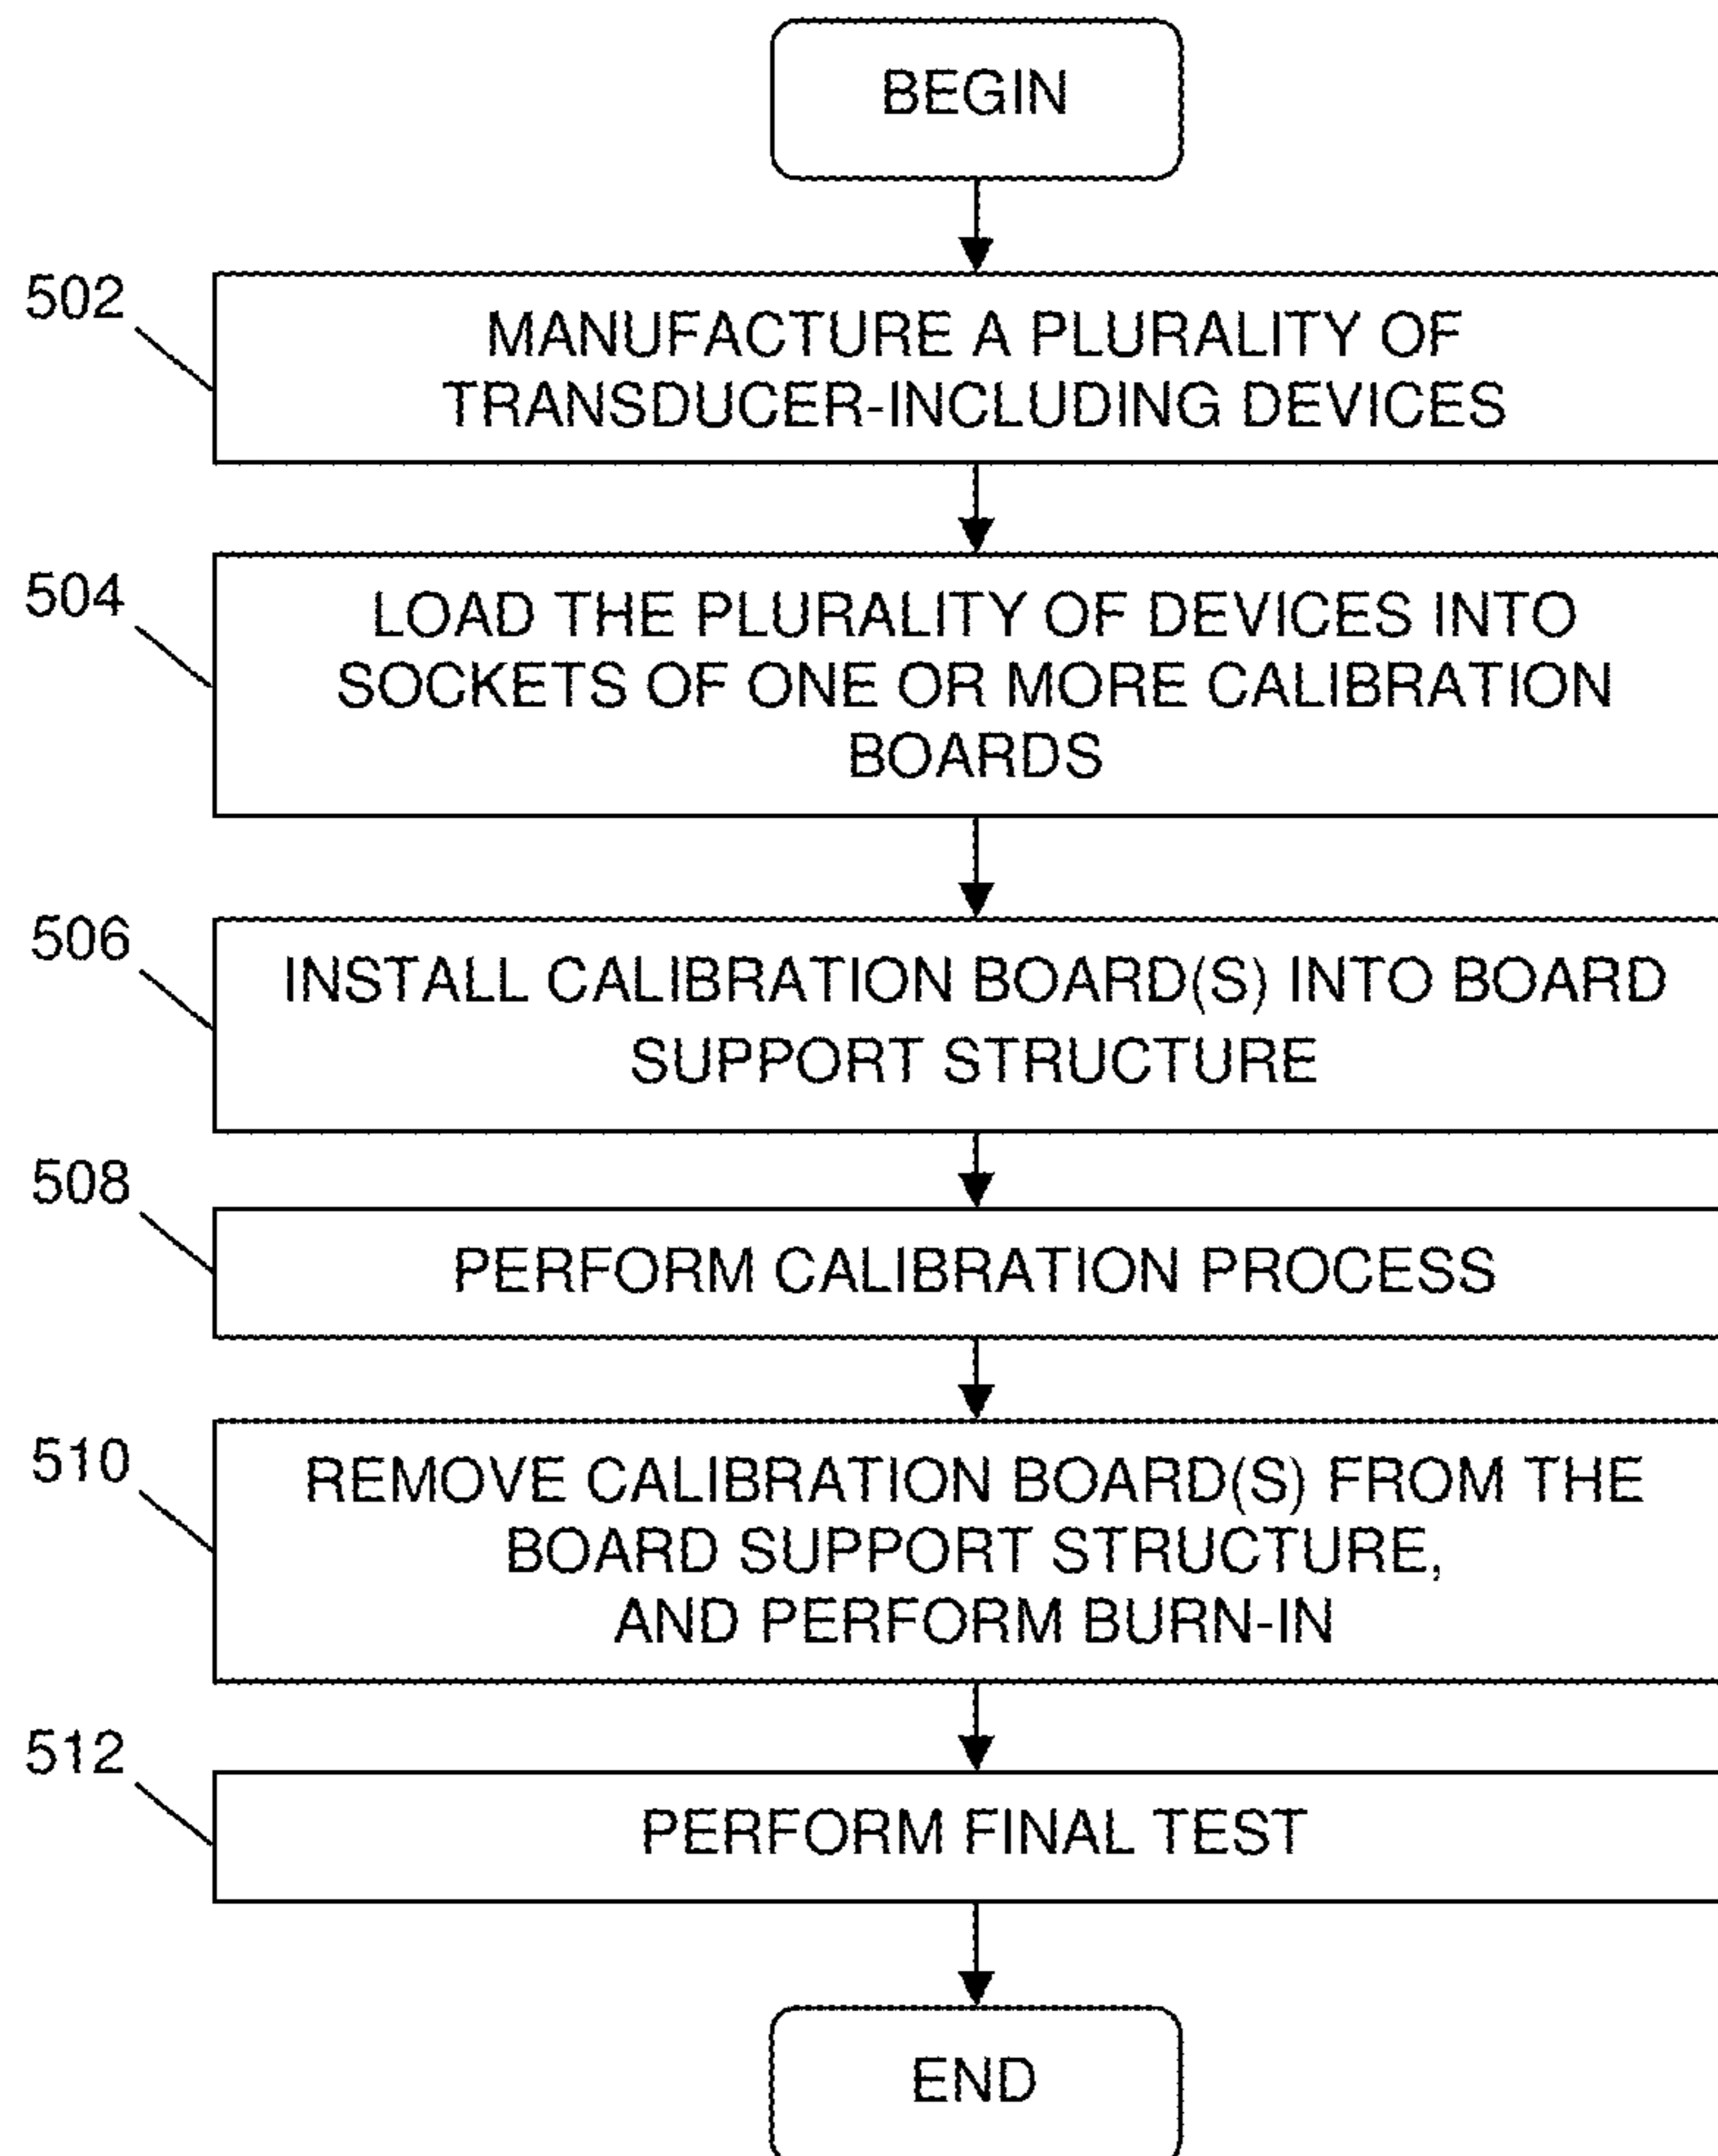 BEGIN
502
MANUFACTURE A PLURALITY OF
TRANSDUCER-INCLUDING DEVICES
504
LOAD THE PLURALITY OF DEVICES INTO
SOCKETS OF ONE OR MORE CALIBRATION
BOARDS
506
INSTALL CALIBRATION BOARD(S) INTO BOARD
SUPPORT STRUCTURE
508
PERFORM CALIBRATION PROCESS
510
REMOVE CALIBRATION BOARD(S) FROM THE
BOARD SUPPORT STRUCTURE,
AND PERFORM BURN-IN
512
PERFORM FINAL TEST
END